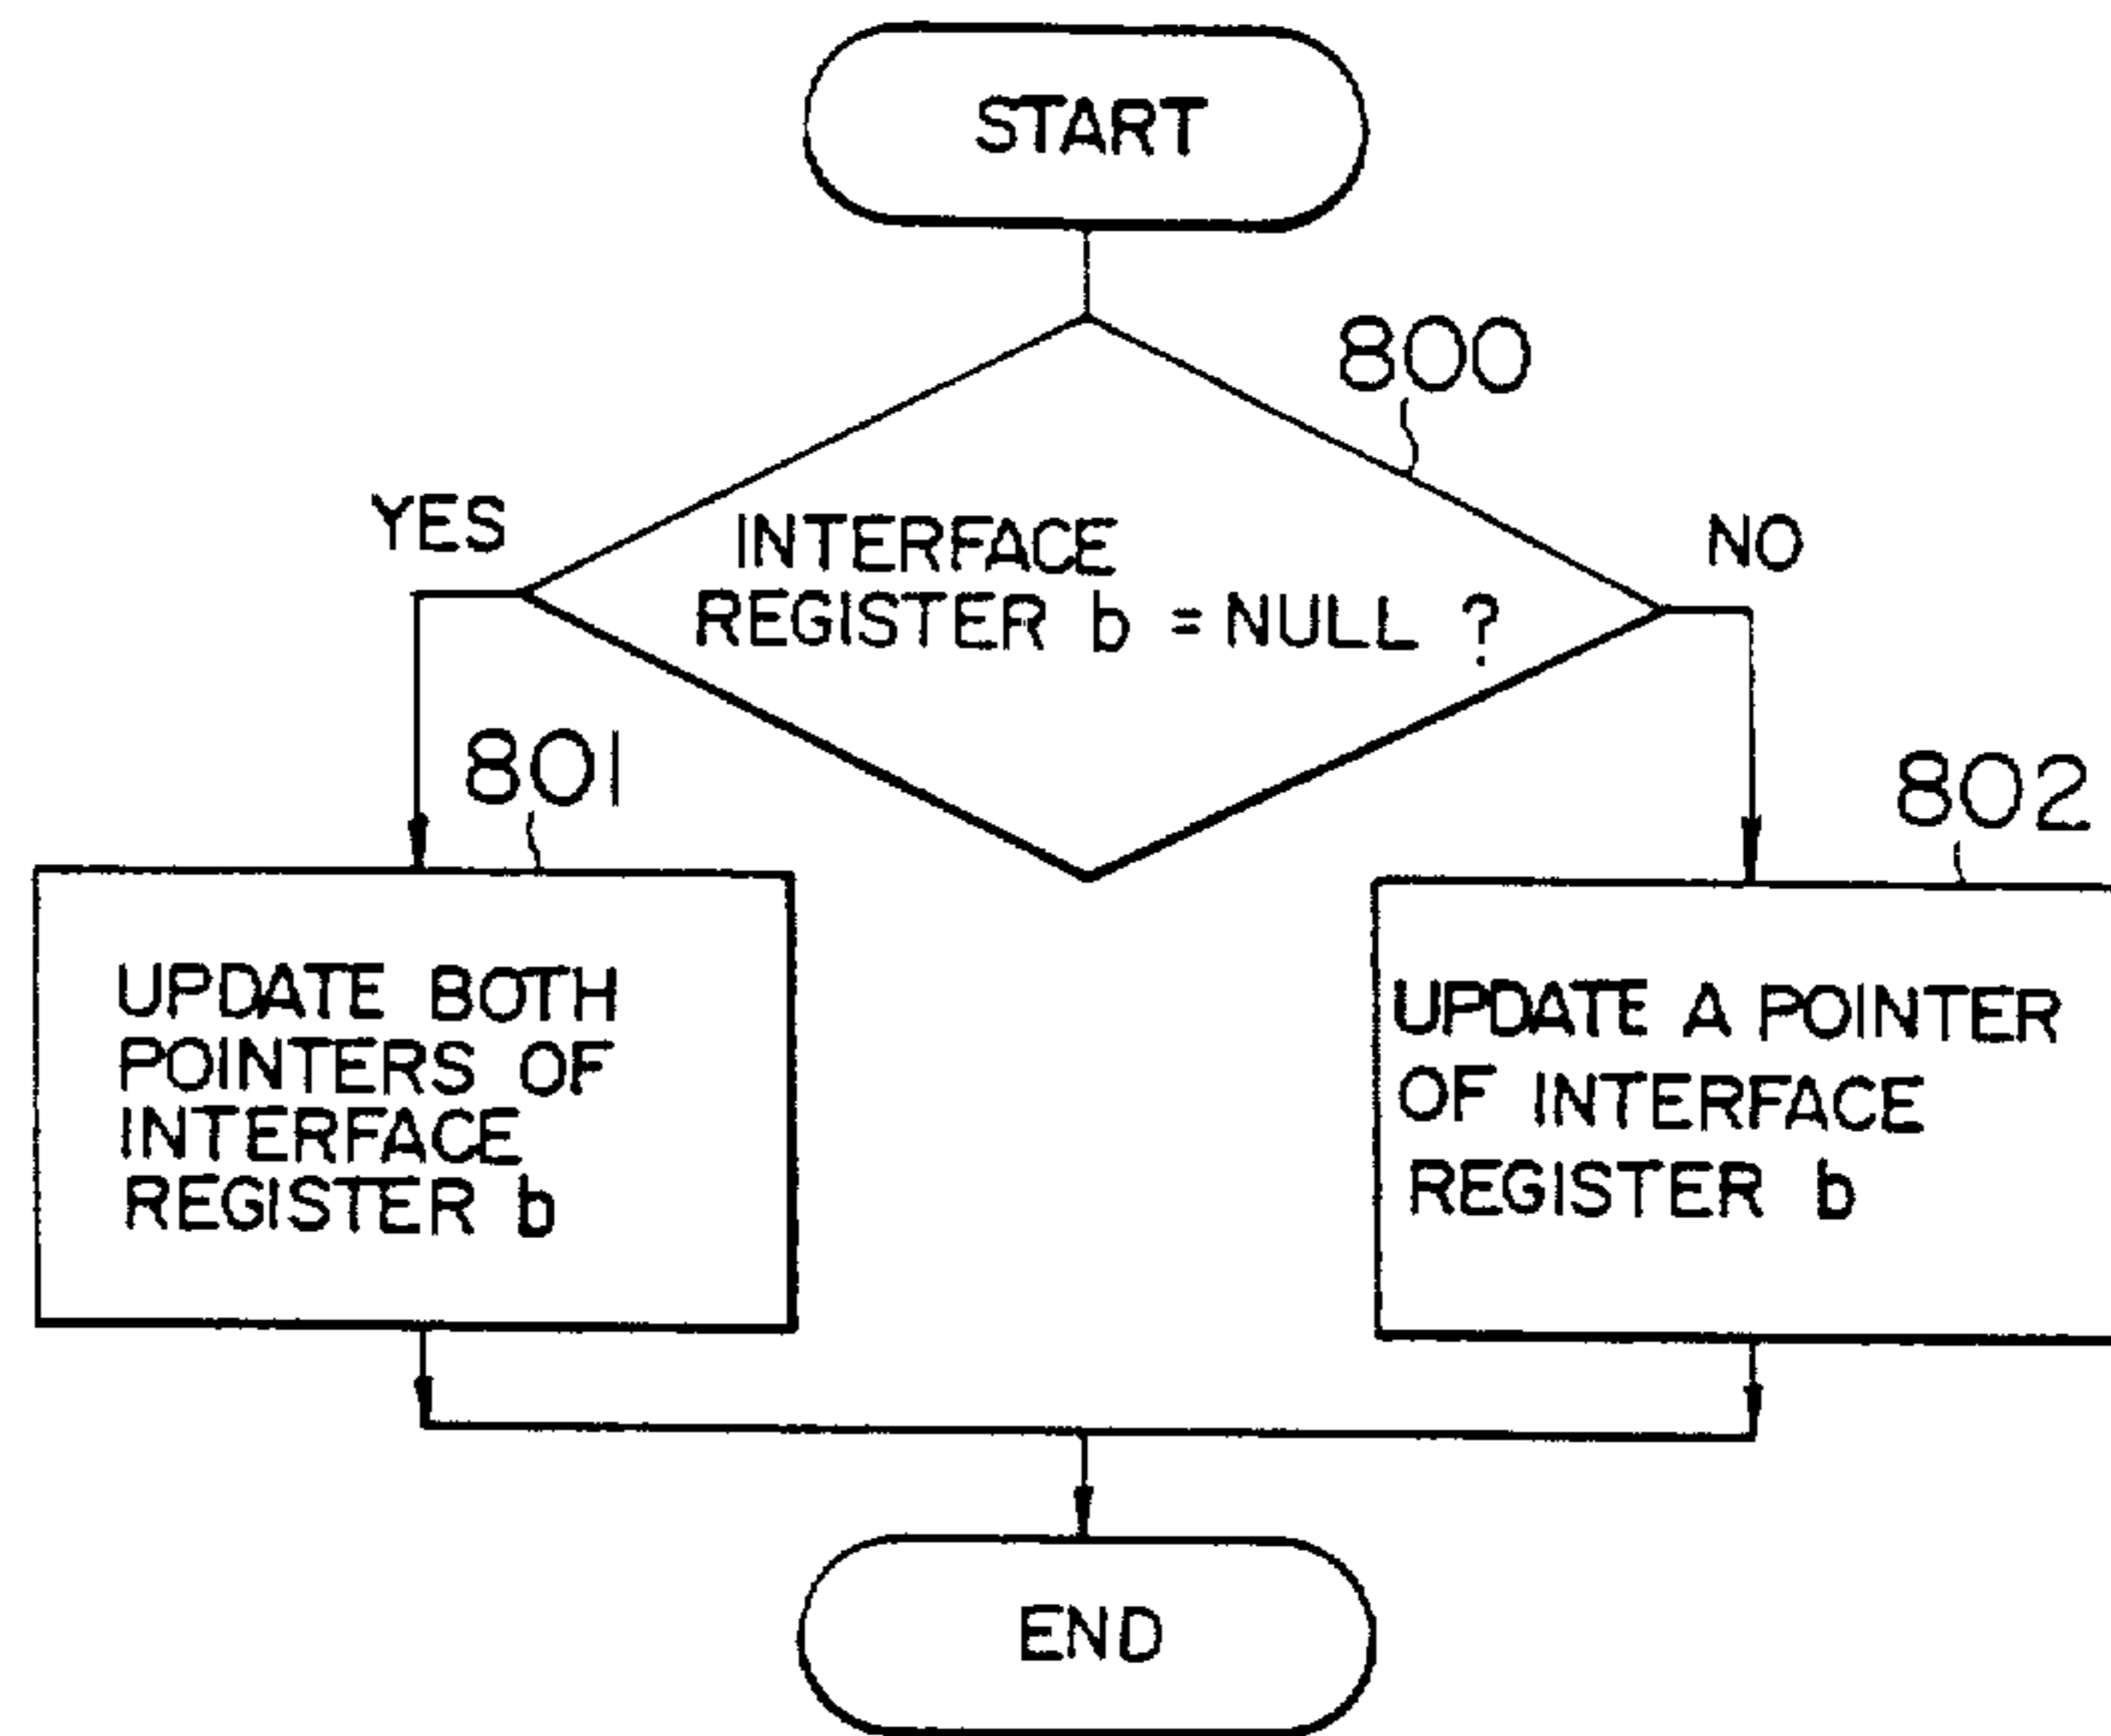 START
800
YES
NO
INTERFACE
REGISTER b = NULL ?
801
802
UPDATE BOTH
POINTERS OF
INTERFACE
REGISTER b
UPDATE A POINTER
OF INTERFACE
REGISTER b
END